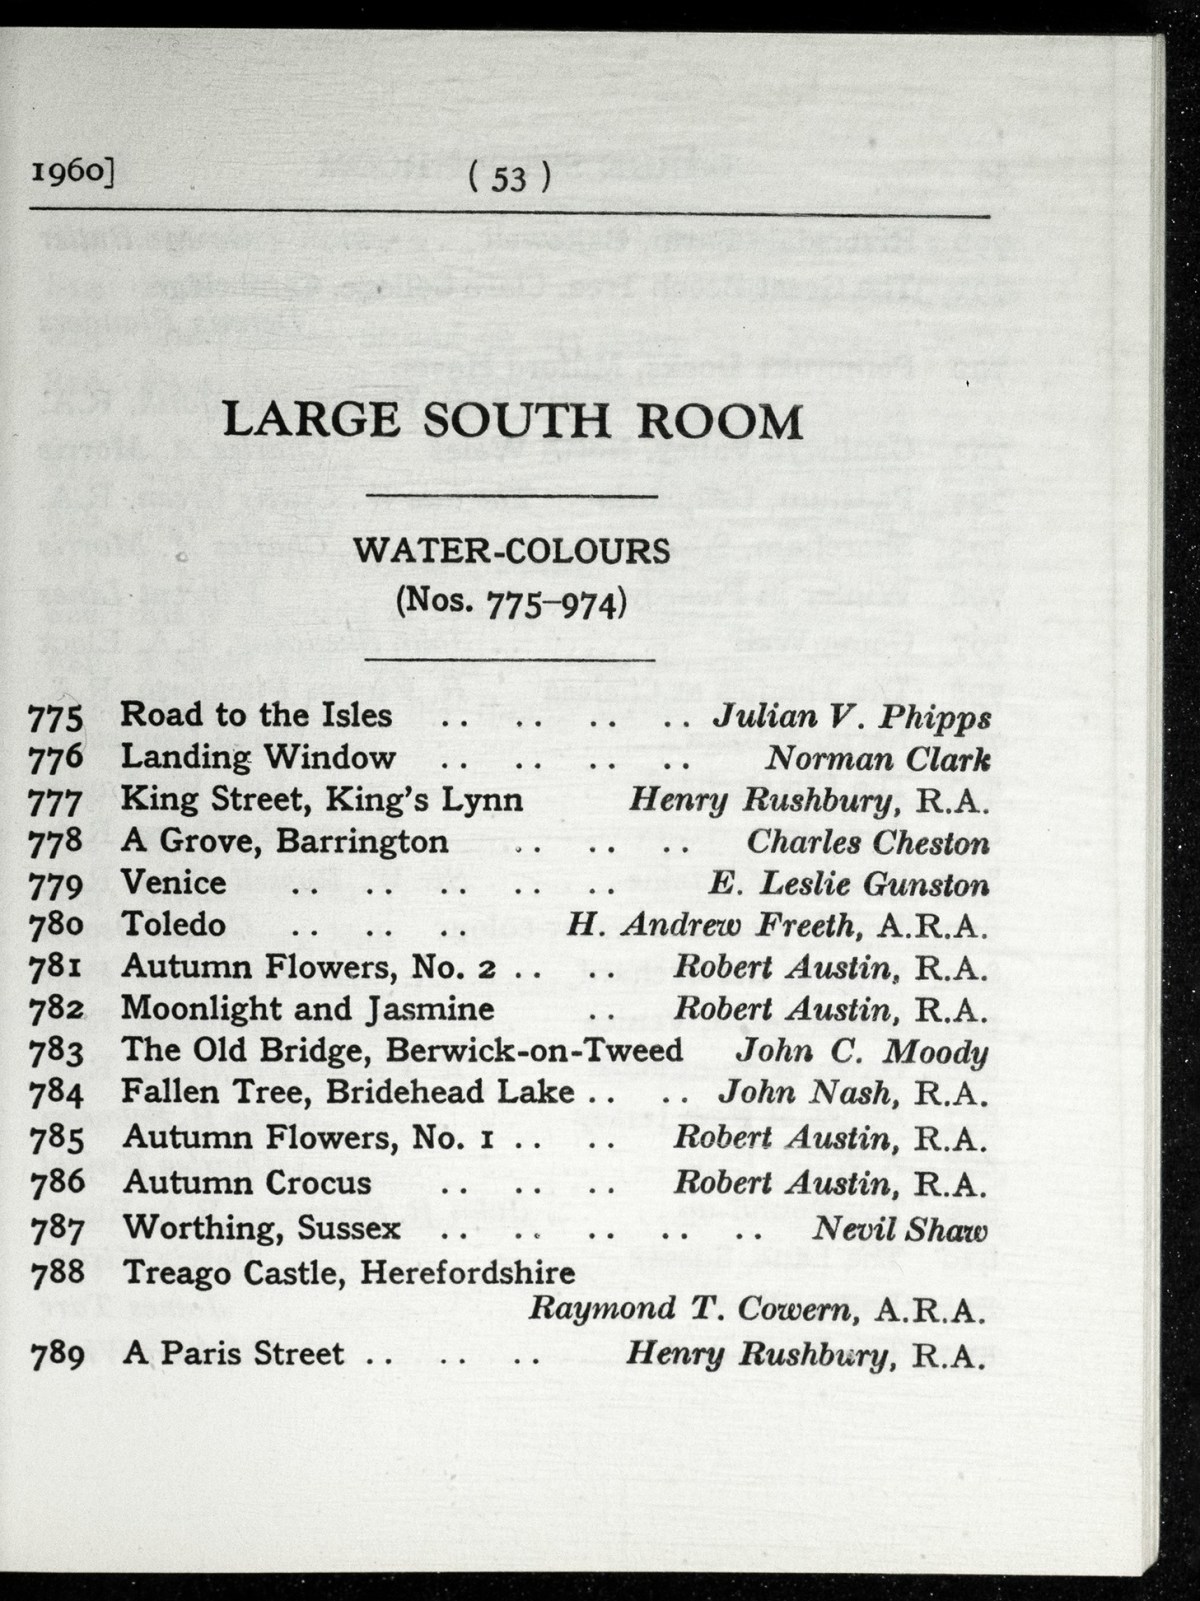 1960]
( 53 )
LARGE SOUTH ROOM
WATER-COLOURS
(Nos. 775–974)
775 Road to the Isles .. .. .. .. Julian V. Phipps
776 Landing Window .. .. .. .. Norman Clark
777 King Street, King's Lynn Henry Rushbury, R.A.
778 A Grove, Barrington .. .. .. Charles Cheston
779 Venice .. .. .. .. .. E. Leslie Gunston
780 Toledo .. .. .. H. Andrew Freeth, A.R.A.
781 Autumn Flowers, No. 2 .. .. Robert Austin, R.A.
782 Moonlight and Jasmine .. Robert Austin, R.A.
783 The Old Bridge, Berwick-on-Tweed John C. Moody
784 Fallen Tree, Bridehead Lake .. .. John Nash, R.A.
785 Autumn Flowers, No. 1 .. .. Robert Austin, R.A.
786 Autumn Crocus .. .. .. Robert Austin, R.A.
787 Worthing, Sussex .. .. .. .. .. Nevil Shaw
788 Treago Castle, Herefordshire
Raymond T. Cowern, A.R.A.
789 A Paris Street .. .. .. Henry Rushbury, R.A.